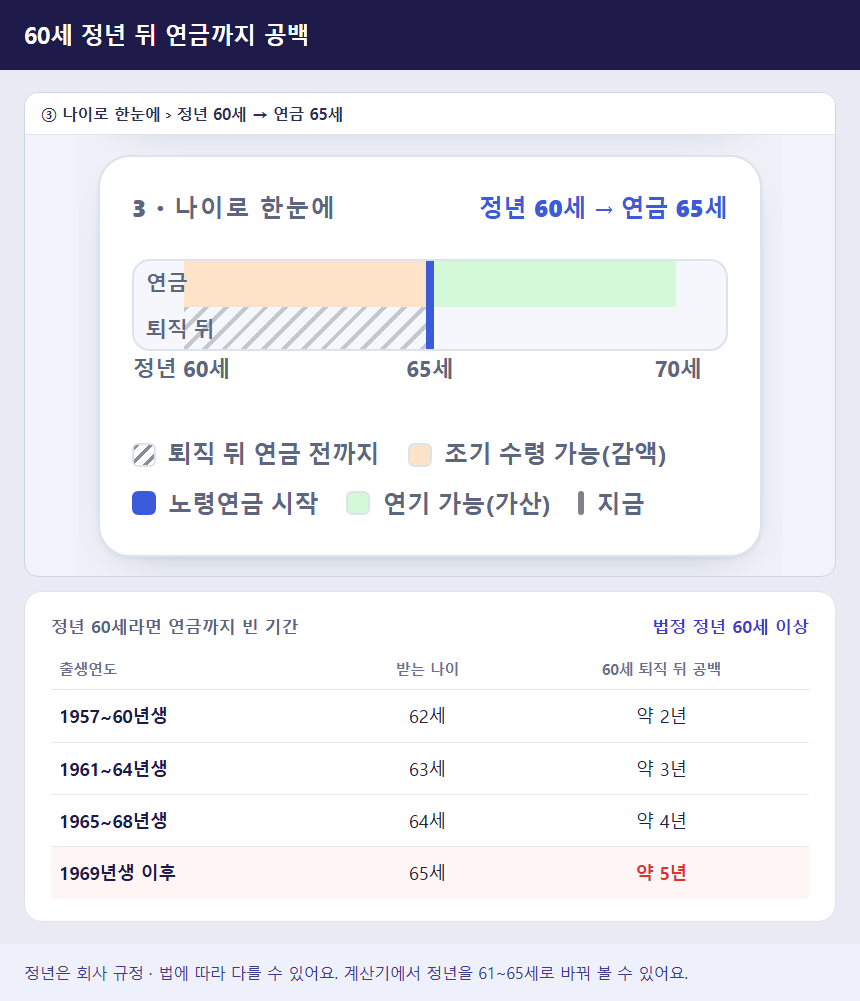 60세 정년 뒤 연금까지 공백
③ 나이로 한눈에 › 정년 60세 → 연금 65세
3 · 나이로 한눈에 정년 60세 → 연금 65세
연금
퇴직 뒤
정년 60세 65세 70세
퇴직 뒤 연금 전까지 조기 수령 가능(감액)
노령연금 시작 연기 가능(가산) 지금
정년 60세라면 연금까지 빈 기간 법정 정년 60세 이상
출생연도 받는 나이 60세 퇴직 뒤 공백
1957~60년생 62세 약 2년
1961~64년생 63세 약 3년
1965~68년생 64세 약 4년
1969년생 이후 65세 약 5년
정년은 회사 규정 · 법에 따라 다를 수 있어요. 계산기에서 정년을 61~65세로 바꿔 볼 수 있어요.